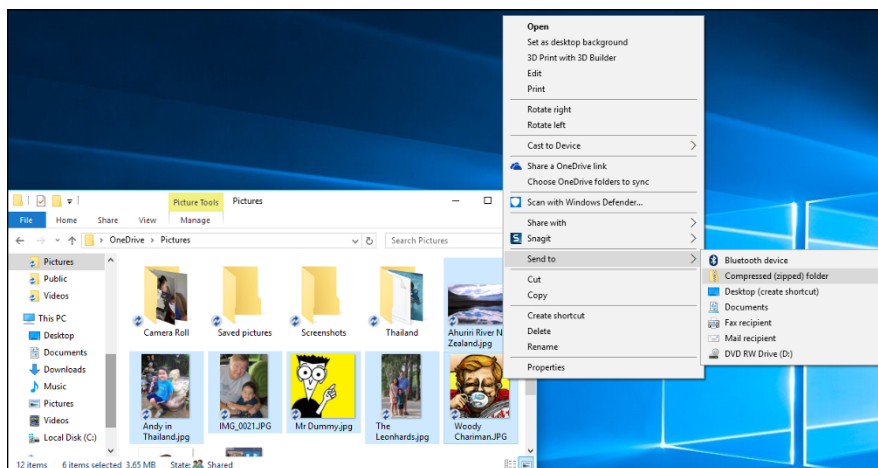 Open
Set as desktop background
3D Print with 3D Builder
Edit
Print
Rotate right
Rotate left
Cast to Device
Share a OneDrive link
Choose OneDrive folders to sync
Scan with Windows Defender...
Share with
S Snagit
Send to
Cut
Copy
Create shortcut
Delete
Rename
Properties
Bluetooth device
Compressed (zipped) folder
Desktop (create shortcut)
Documents
Fax recipient
Mail recipient
DVD RW Drive (D:)
Picture Tools Pictures
File Home Share View Manage
OneDrive > Pictures
Search Pictures
Pictures
Public
Videos
This PC
Desktop
Documents
Downloads
Music
Pictures
Videos
Local Disk (C:)
Camera Roll
Saved pictures
Screenshots
Thailand
Ahuriri River N
Zealand.jpg
Andy in
Thailand.jpg
IMG_0021.JPG
Mr Dummy.jpg
The
Leonhards.jpg
Woody
Chariman.JPG
12 items 6 items selected 3.65 MB State: Shared